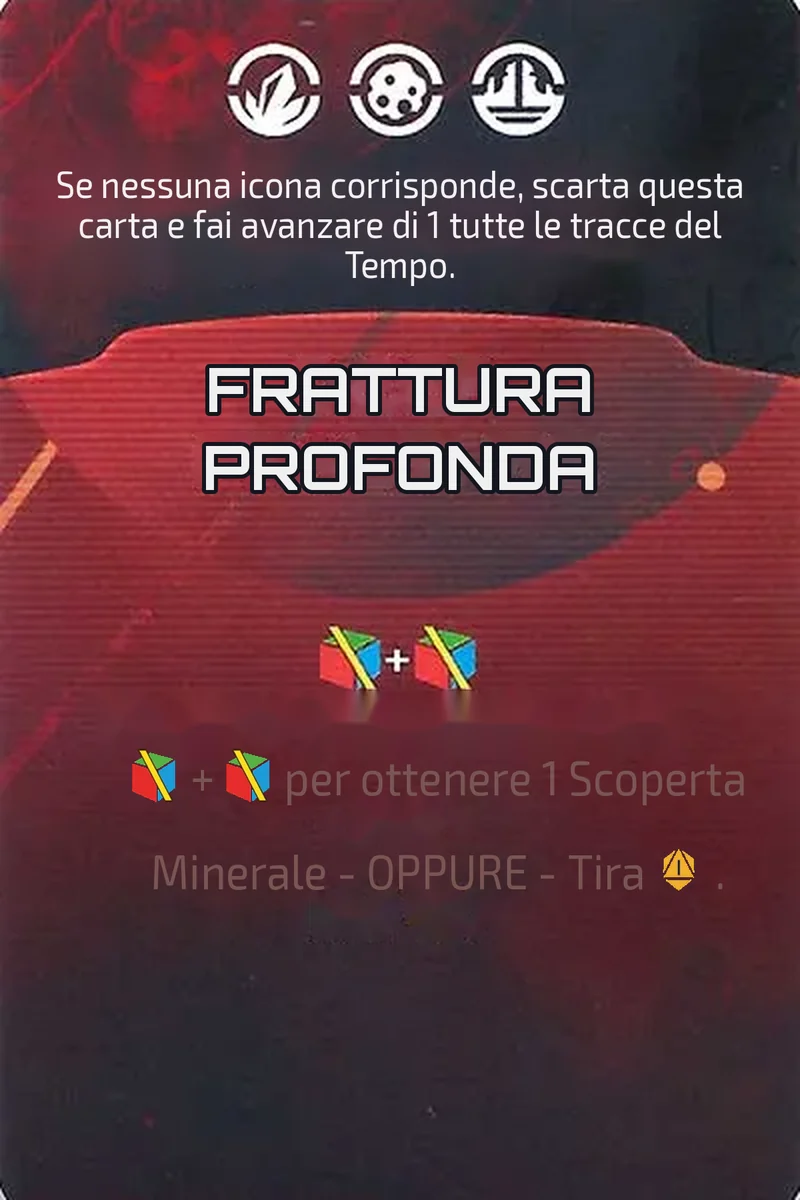 Se nessuna icona corrisponde, scarta questa
carta e fai avanzare di 1 tutte le tracce del
Tempo.
FRATTURA
PROFONDA
+
+ per ottenere 1 Scoperta
Minerale - OPPURE - Tira .